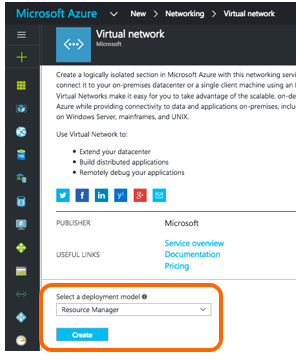 Microsoft Azure New > Networking > Virtual network
Virtual network
Microsoft
Create a logically isolated section in Microsoft Azure with this networking servi
connect it to your on-premises datacenter or a single client machine using an
Virtual Networks make it easy for you to take advantage of the scalable, on-de
Azure while providing connectivity to data and applications on-premises, inclu
on Windows Server, mainframes, and UNIX.
Use Virtual Network to:
• Extend your datacenter
• Build distributed applications
• Remotely debug your applications
PUBLISHER Microsoft
USEFUL LINKS Service overview
Documentation
Pricing
Select a deployment model
Resource Manager
Create